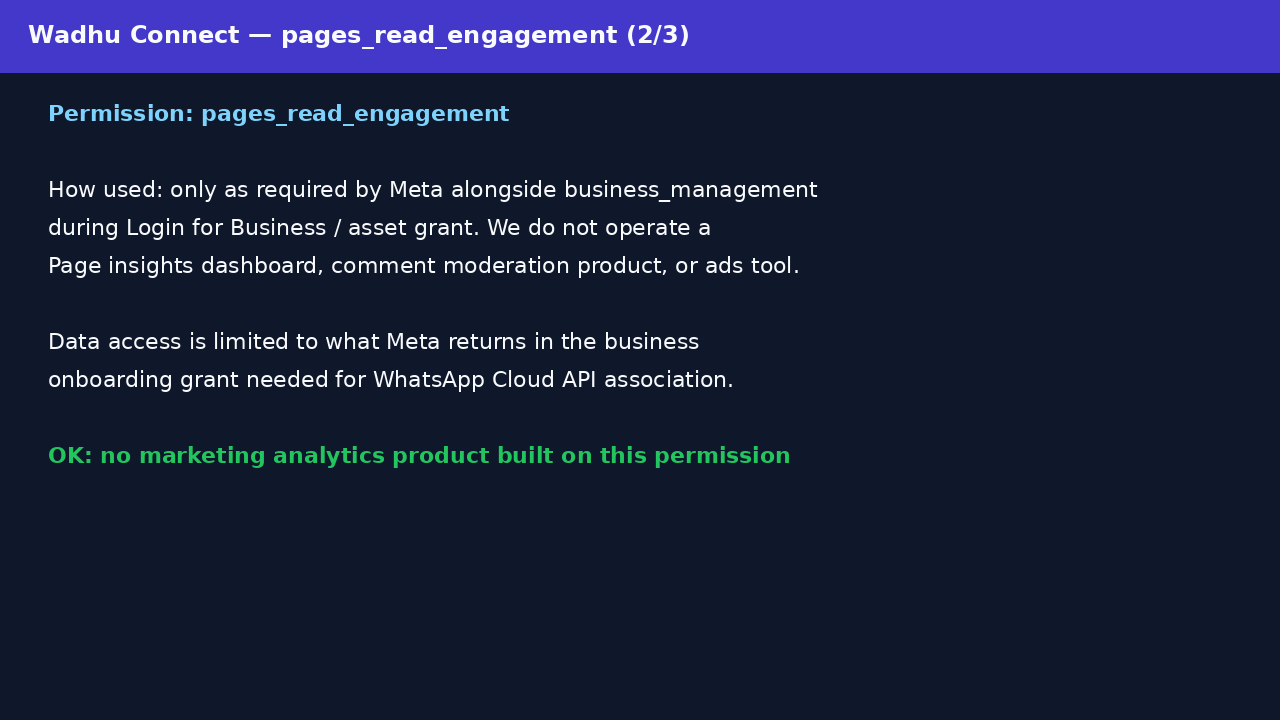 Wadhu Connect — pages_read_engagement (2/3)
Permission: pages_read_engagement
How used: only as required by Meta alongside business_management
during Login for Business / asset grant. We do not operate a
Page insights dashboard, comment moderation product, or ads tool.
Data access is limited to what Meta returns in the business
onboarding grant needed for WhatsApp Cloud API association.
OK: no marketing analytics product built on this permission